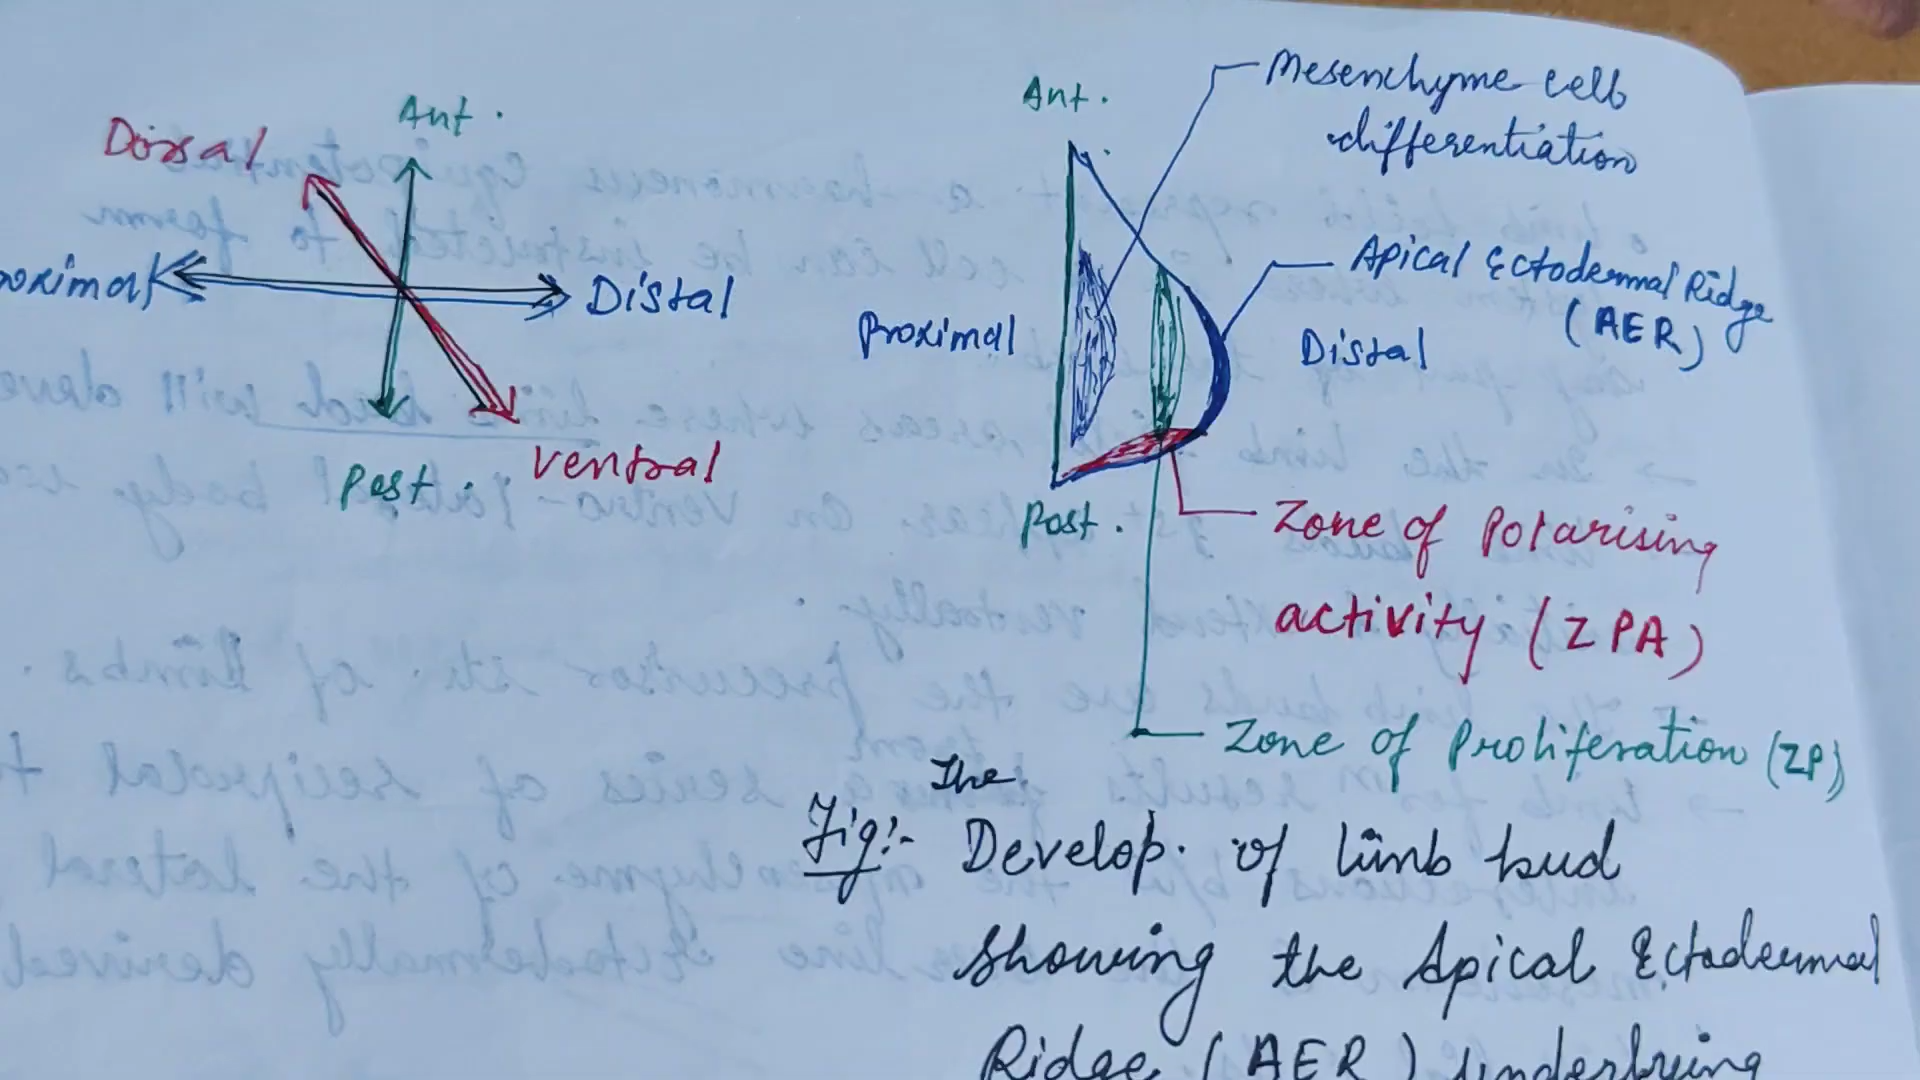 Dorsal
Ant.
Distal
Post.
Ventral
Ant.
Mesenchyme cell
differentiation
Apical Ectodermal Ridge
(AER)
Proximal
Distal
Post.
Zone of Polarising
activity (ZPA)
Zone of Proliferation (ZP)
The
Fig:- Develop. of limb bud
showing the Apical Ectodermal
Ridge (AER) underlying